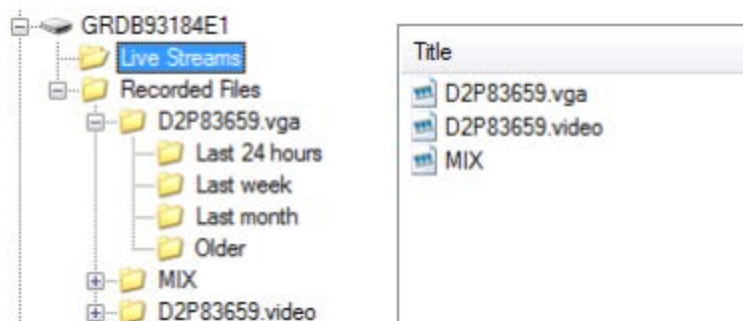 GRDB93184E1
Live Streams
Recorded Files
D2P83659.vga
Last 24 hours
Last week
Last month
Older
MIX
D2P83659.video
Title
D2P83659.vga
D2P83659.video
MIX